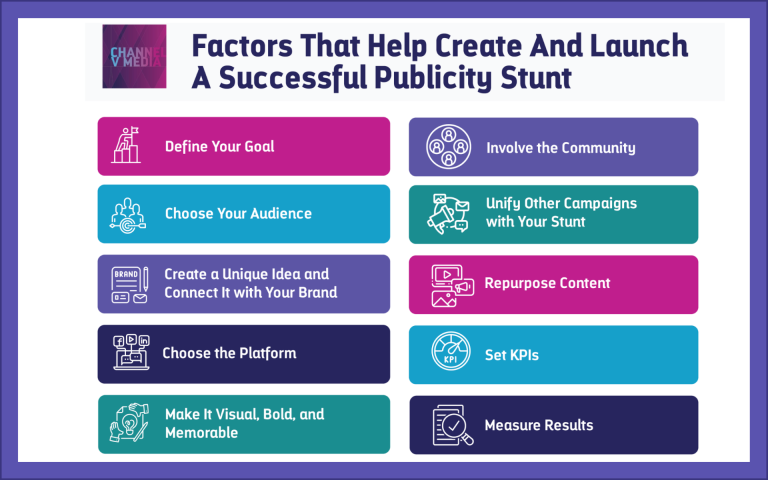 CHANNEL
V MEDIA
Factors That Help Create And Launch
A Successful Publicity Stunt
Define Your Goal
Choose Your Audience
BRAND
Create a Unique Idea and
Connect It with Your Brand
Choose the Platform
Make It Visual, Bold, and
Memorable
Involve the Community
Unify Other Campaigns
with Your Stunt
Repurpose Content
KPI
Set KPIs
Measure Results